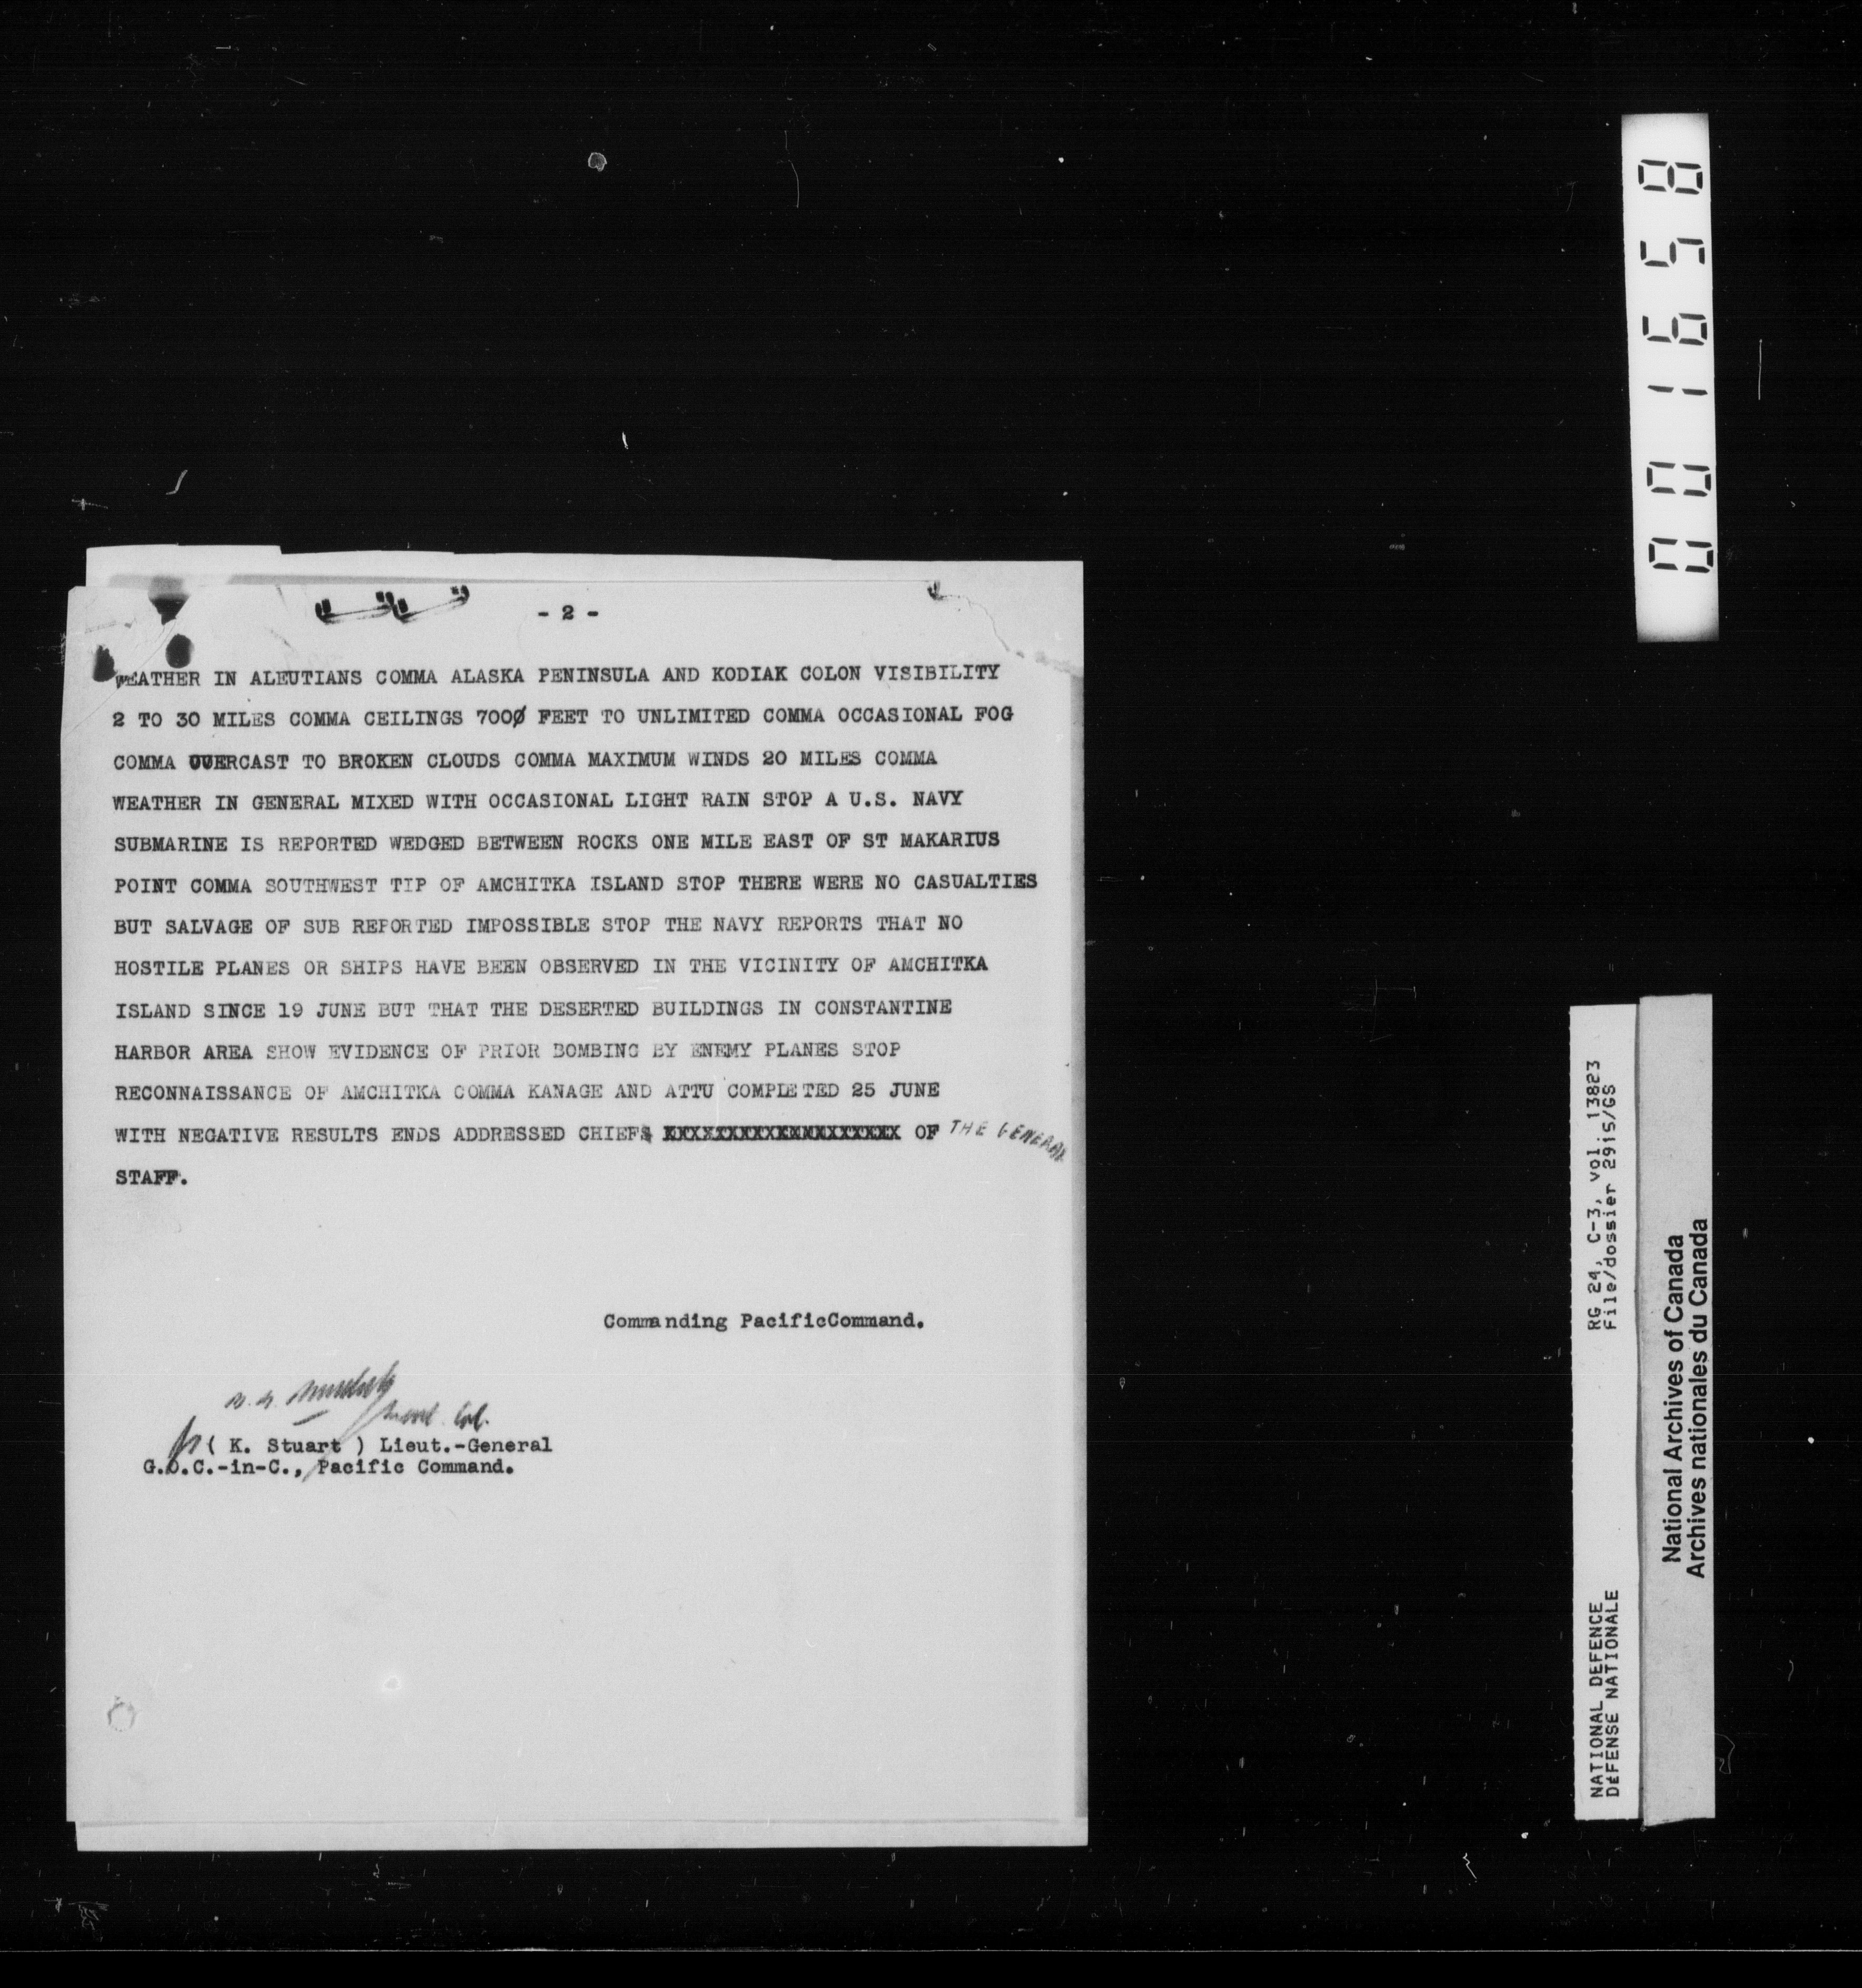 - 2 -
WEATHER IN ALEUTIANS COMMA ALASKA PENINSULA AND KODIAK COLON VISIBILITY
2 TO 30 MILES COMMA CEILINGS 7000 FEET TO UNLIMITED COMMA OCCASIONAL FOG
COMMA OVERCAST TO BROKEN CLOUDS COMMA MAXIMUM WINDS 20 MILES COMMA
WEATHER IN GENERAL MIXED WITH OCCASIONAL LIGHT RAIN STOP A U.S. NAVY
SUBMARINE IS REPORTED WEDGED BETWEEN ROCKS ONE MILE EAST OF ST MAKARIUS
POINT COMMA SOUTHWEST TIP OF AMCHITKA ISLAND STOP THERE WERE NO CASUALTIES
BUT SALVAGE OF SUB REPORTED IMPOSSIBLE STOP THE NAVY REPORTS THAT NO
HOSTILE PLANES OR SHIPS HAVE BEEN OBSERVED IN THE VICINITY OF AMCHITKA
ISLAND SINCE 19 JUNE BUT THAT THE DESERTED BUILDINGS IN CONSTANTINE
HARBOR AREA SHOW EVIDENCE OF PRIOR BOMBING BY ENEMY PLANES STOP
RECONNAISSANCE OF AMCHITKA COMMA KANAGE AND ATTU COMPLETED 25 JUNE
WITH NEGATIVE RESULTS ENDS ADDRESSED CHIEFS OF THE GENERAL
STAFF.
Commanding PacificCommand.
Lieut. Col.
for ( K. Stuart ) Lieut.-General
G.O.C.-in-C., Pacific Command.
001658
RG 24, C-3, vol. 13823
File/dossier 2915/GS
NATIONAL DEFENCE
DÉFENSE NATIONALE
National Archives of Canada
Archives nationales du Canada